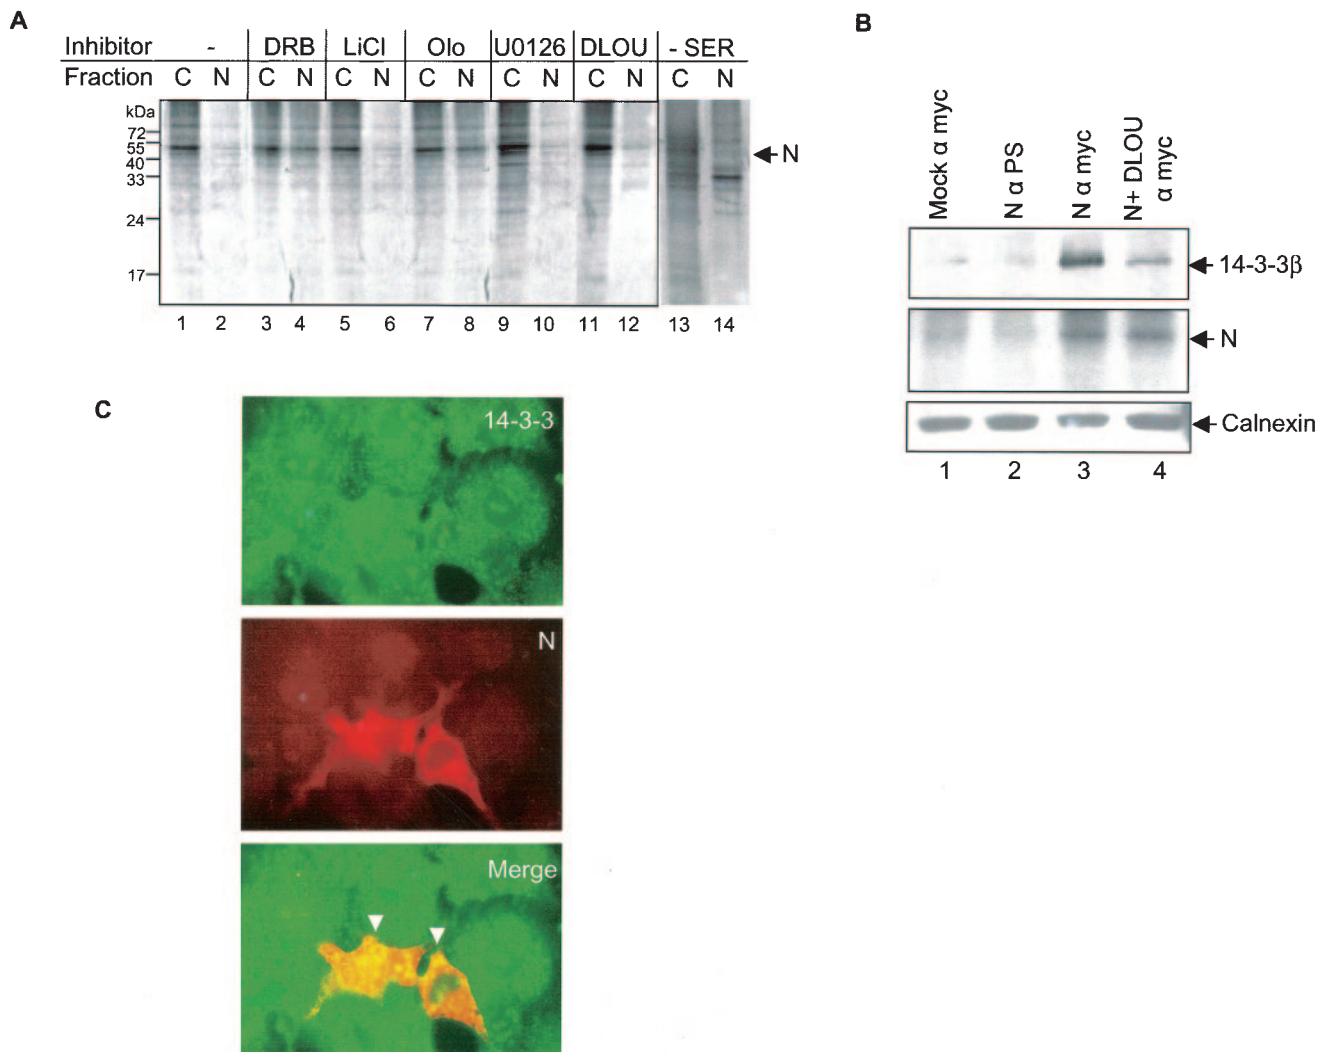 A
Inhibitor - DRB LiCl Olo U0126 DLOU - SER
Fraction C N C N C N C N C N C N C N
kDa
72
55
40
33
24
17
N
1 2 3 4 5 6 7 8 9 10 11 12 13 14
B
Mock α myc
N α PS
N α myc
N+ DLOU
α myc
14-3-3β
N
Calnexin
1 2 3 4
C
14-3-3
N
Merge